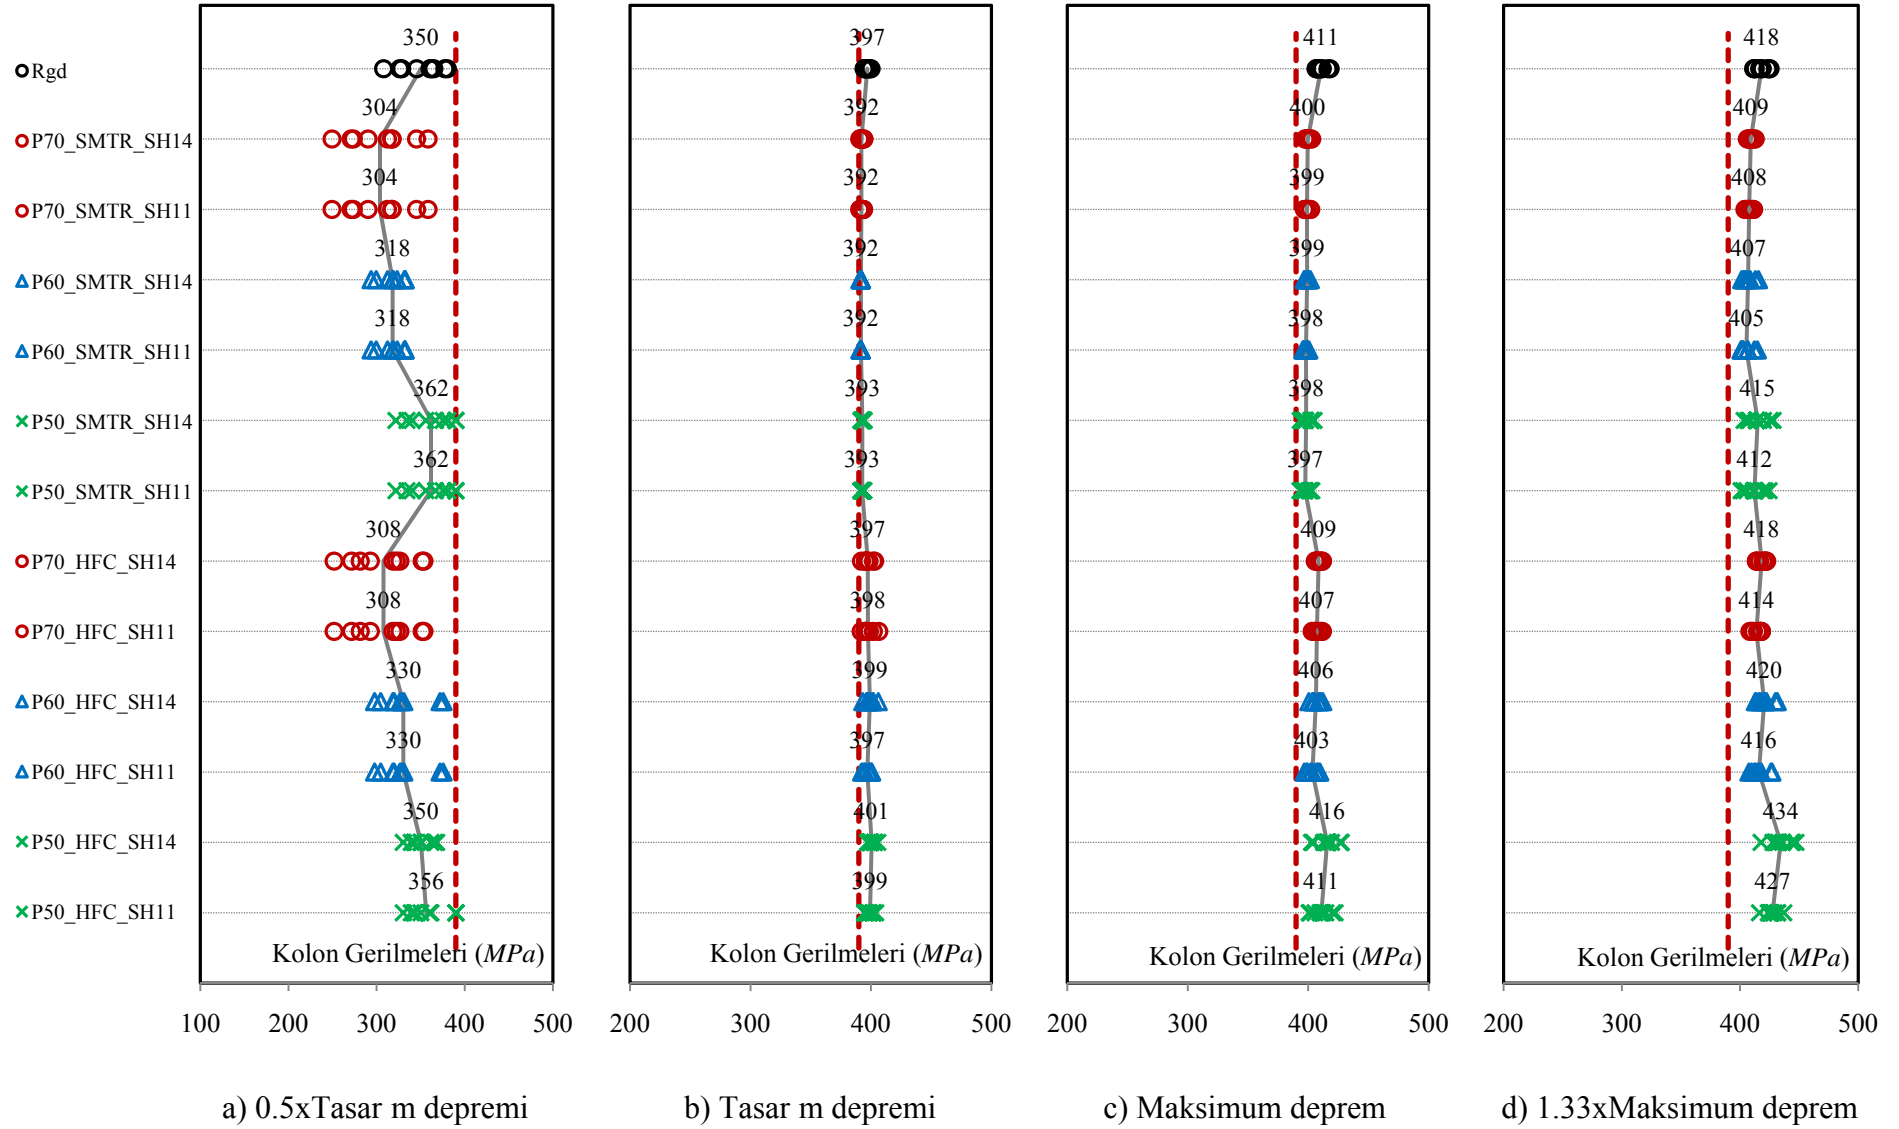 350 397 411 418
Rgd
304 392 400 409
P70_SMTR_SH14
304 392 399 408
P70_SMTR_SH11
318 392 399 407
P60_SMTR_SH14
318 392 398 405
P60_SMTR_SH11
362 393 398 415
P50_SMTR_SH14
362 393 397 412
P50_SMTR_SH11
308 397 409 418
P70_HFC_SH14
308 398 407 414
P70_HFC_SH11
330 399 406 420
P60_HFC_SH14
330 397 403 416
P60_HFC_SH11
350 401 416 434
P50_HFC_SH14
356 399 411 427
P50_HFC_SH11
Kolon Gerilmeleri (MPa) Kolon Gerilmeleri (MPa) Kolon Gerilmeleri (MPa) Kolon Gerilmeleri (MPa)
100 200 300 400 500 200 300 400 500 200 300 400 500 200 300 400 500
a) 0.5xTasar m depremi b) Tasar m depremi c) Maksimum deprem d) 1.33xMaksimum deprem